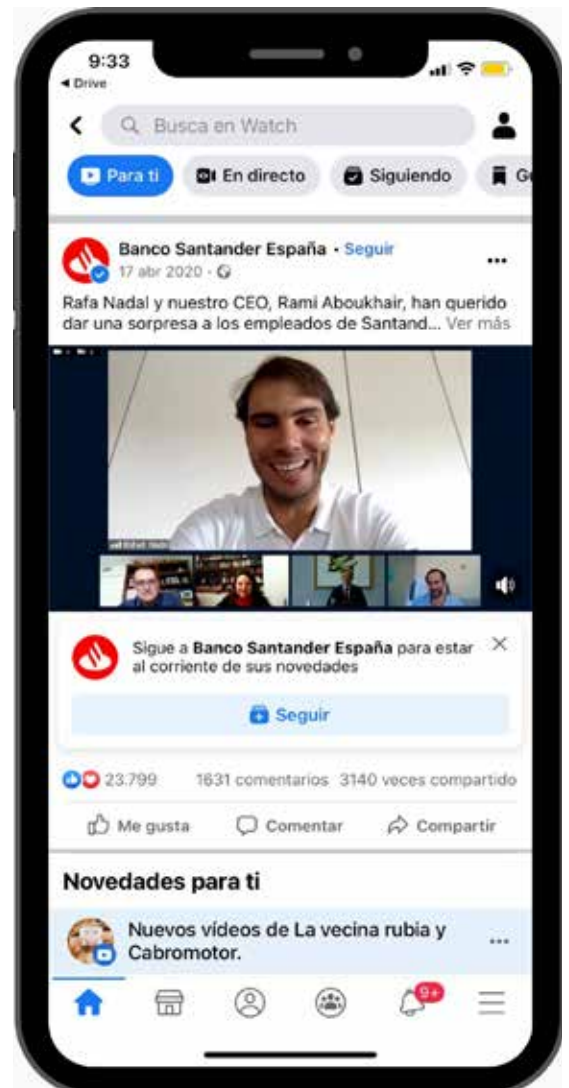 9:33
Drive
Busca en Watch
Para ti
En directo
Siguiendo
Banco Santander España · Seguir
17 abr 2020 ·
Rafa Nadal y nuestro CEO, Rami Aboukhair, han querido
dar una sorpresa a los empleados de Santand... Ver más
Sigue a Banco Santander España para estar
al corriente de sus novedades
Seguir
23.799 1631 comentarios 3140 veces compartido
Me gusta Comentar Compartir
Novedades para ti
Nuevos vídeos de La vecina rubia y
Cabromotor.
9+